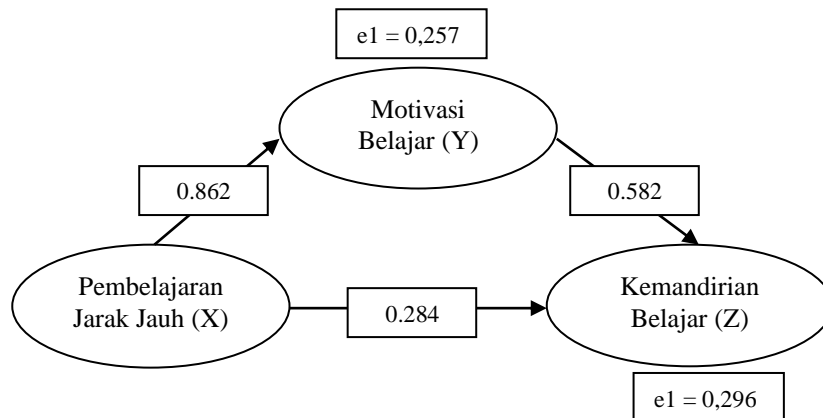 e1 = 0,257
Motivasi
Belajar (Y)
0.862
0.582
Pembelajaran
Jarak Jauh (X)
0.284
Kemandirian
Belajar (Z)
e1 = 0,296